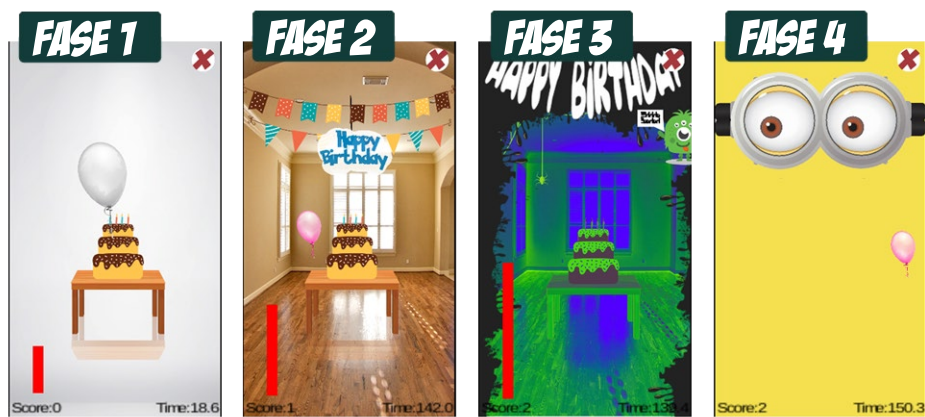 FASE 1
Score:0
Time:18.6
FASE 2
Happy
Birthday
Score:1
Time:142.0
FASE 3
HAPPY BIRTHDAY
Score:2
FASE 4
Score:2
Time:150.3